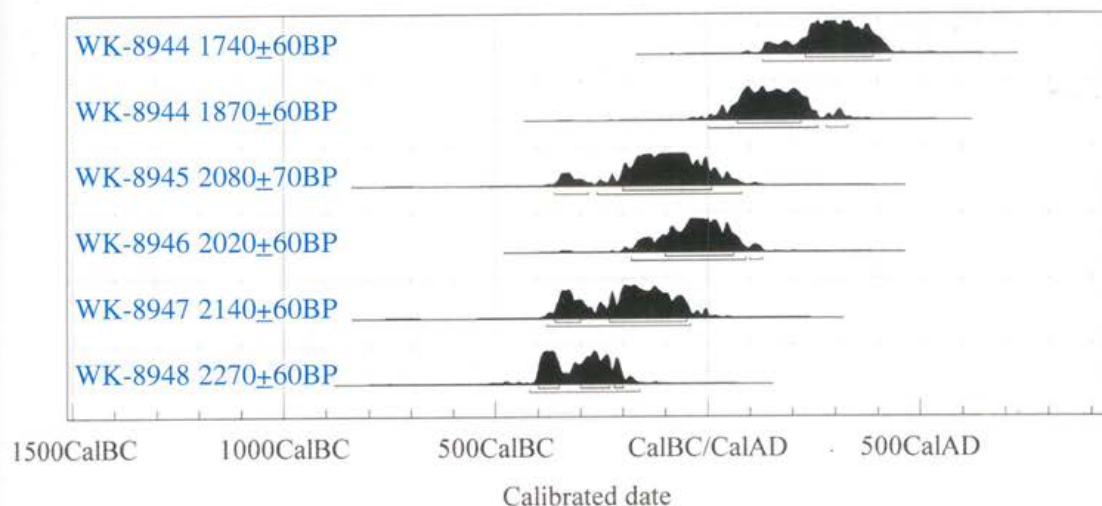 WK-8944 1740±60BP
WK-8944 1870±60BP
WK-8945 2080±70BP
WK-8946 2020±60BP
WK-8947 2140±60BP
WK-8948 2270±60BP
1500CalBC 1000CalBC 500CalBC CalBC/CalAD 500CalAD
Calibrated date